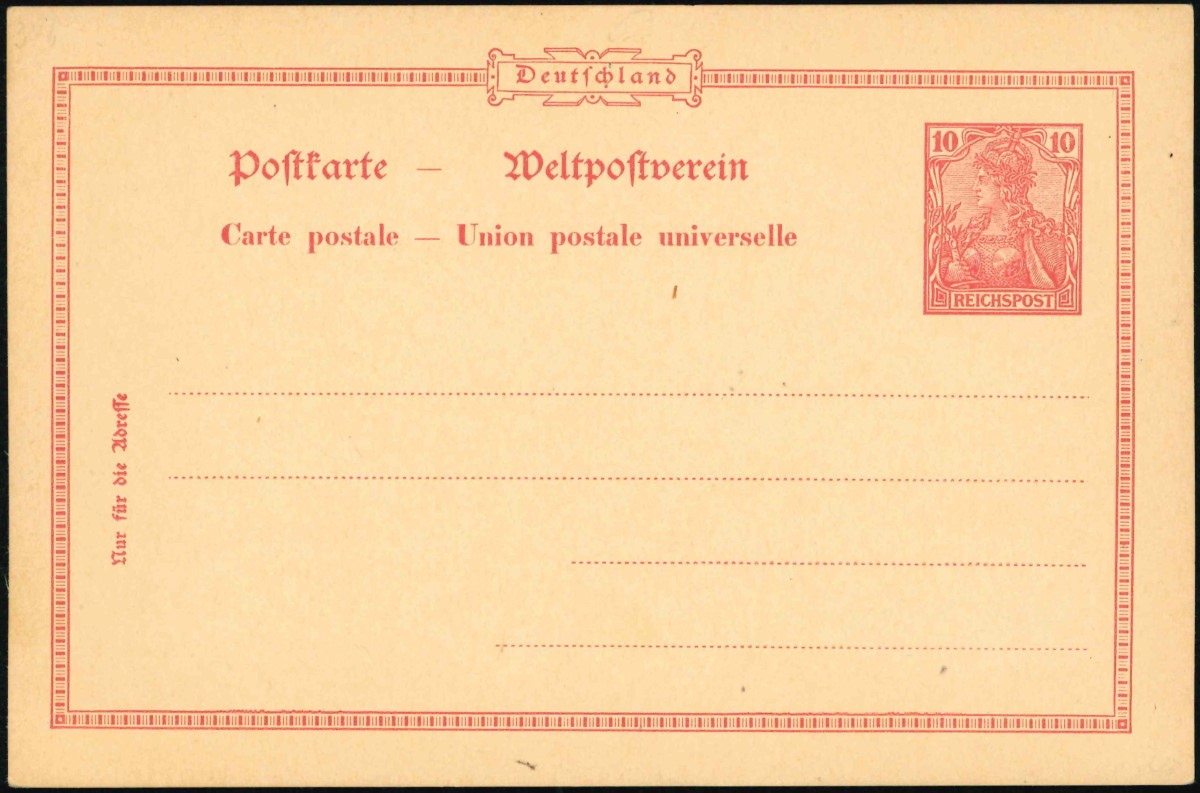 Deutschland
Postkarte — Weltpostverein
Carte postale — Union postale universelle
10 10
REICHSPOST
Nur für die Adresse